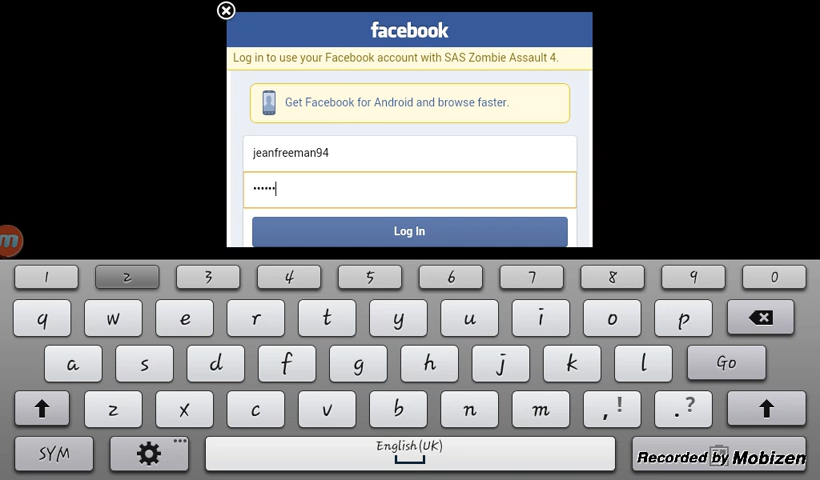 facebook
Log in to use your Facebook account with SAS Zombie Assault 4.
Get Facebook for Android and browse faster.
jeanfreeman94
••••••
Log In
1 2 3 4 5 6 7 8 9 0
q w e r t y u i o p
a s d f g h j k l Go
z x c v b n m , ! . ?
SYM English(UK)
Recorded by Mobizen